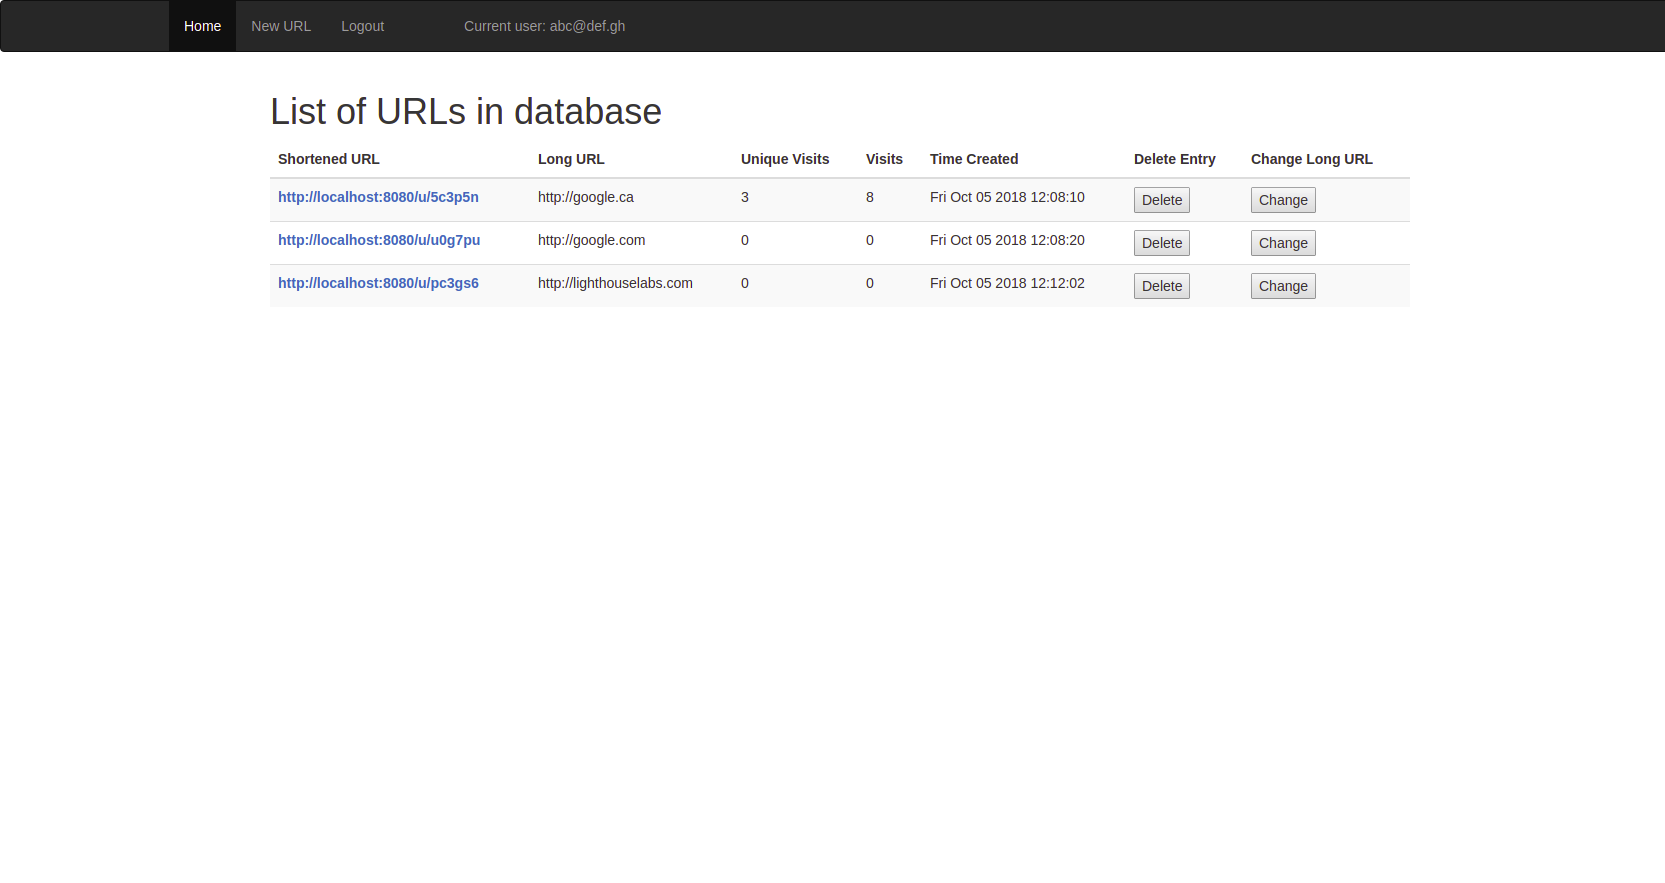 Home New URL Logout Current user: abc@def.gh
List of URLs in database
Shortened URL Long URL Unique Visits Visits Time Created Delete Entry Change Long URL
http://localhost:8080/u/5c3p5n http://google.ca 3 8 Fri Oct 05 2018 12:08:10 Delete Change
http://localhost:8080/u/u0g7pu http://google.com 0 0 Fri Oct 05 2018 12:08:20 Delete Change
http://localhost:8080/u/pc3gs6 http://lighthouselabs.com 0 0 Fri Oct 05 2018 12:12:02 Delete Change